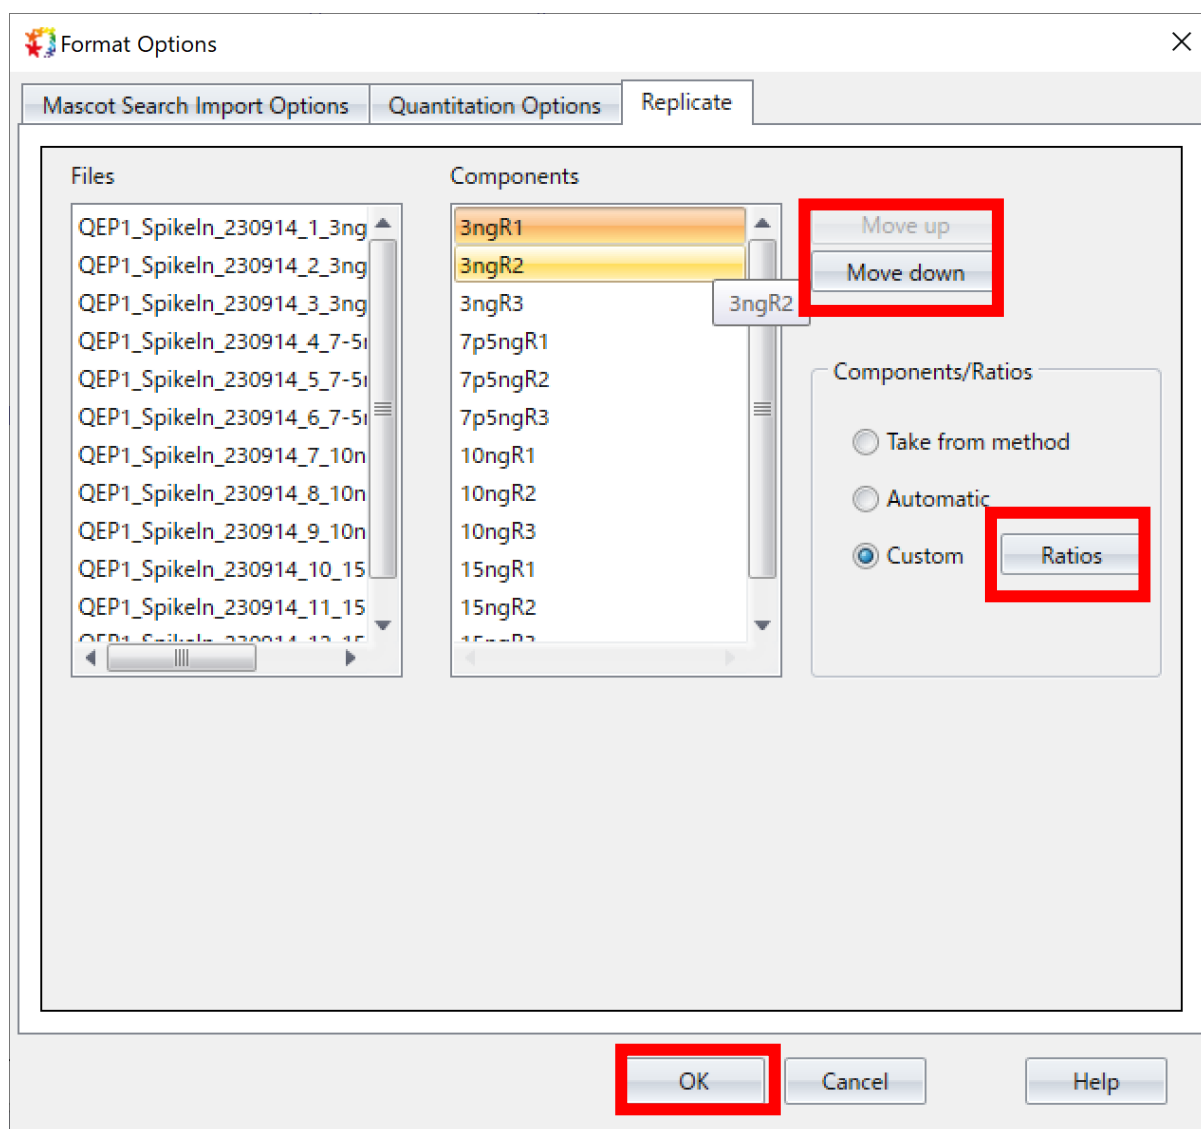 Format Options
Mascot Search Import Options
Quantitation Options
Replicate
Files
Components
QEP1_SpikeIn_230914_1_3ng
QEP1_SpikeIn_230914_2_3ng
QEP1_SpikeIn_230914_3_3ng
QEP1_SpikeIn_230914_4_7-5
QEP1_SpikeIn_230914_5_7-5
QEP1_SpikeIn_230914_6_7-5
QEP1_SpikeIn_230914_7_10n
QEP1_SpikeIn_230914_8_10n
QEP1_SpikeIn_230914_9_10n
QEP1_SpikeIn_230914_10_15
QEP1_SpikeIn_230914_11_15
QEP1_SpikeIn_230914_12_15
3ngR1
3ngR2
3ngR3
7p5ngR1
7p5ngR2
7p5ngR3
10ngR1
10ngR2
10ngR3
15ngR1
15ngR2
15ngR3
3ngR2
Move up
Move down
Components/Ratios
Take from method
Automatic
Custom
Ratios
OK
Cancel
Help